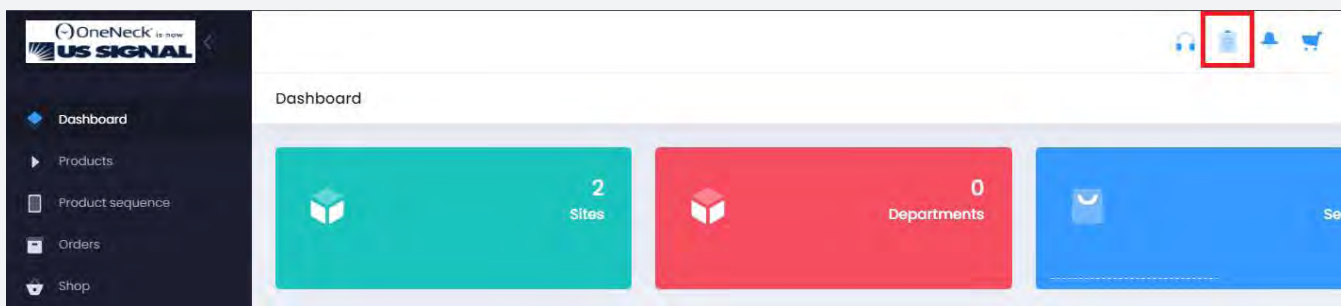 OneNeck is now
US SIGNAL
Dashboard
Dashboard
Products
Product sequence
Orders
Shop
2
Sites
0
Departments
Se